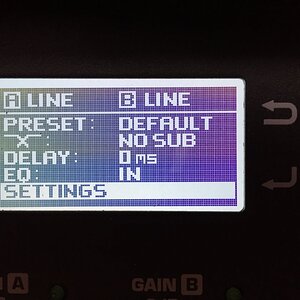 A LINE B LINE
PRESET: DEFAULT
X: NO SUB
DELAY: 0 ms
EQ: IN
SETTINGS
A GAIN B